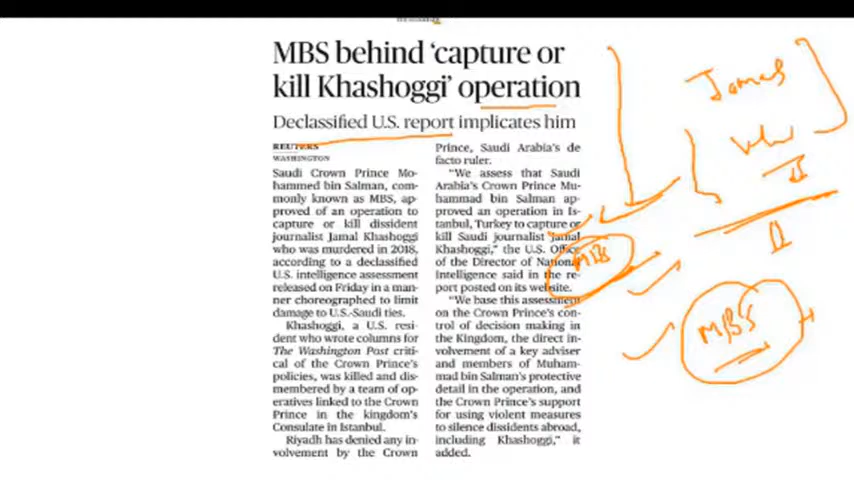 MBS behind 'capture or
kill Khashoggi' operation
Declassified U.S. report implicates him
REUTERS
WASHINGTON
Saudi Crown Prince Mo-
hammed bin Salman, com-
monly known as MBS, ap-
proved of an operation to
capture or kill dissident
journalist Jamal Khashoggi
who was murdered in 2018,
according to a declassified
U.S. intelligence assessment
released on Friday in a man-
ner choreographed to limit
damage to U.S.-Saudi ties.
Khashoggi, a U.S. resi-
dent who wrote columns for
The Washington Post criti-
cal of the Crown Prince's
policies, was killed and dis-
membered by a team of op-
eratives linked to the Crown
Prince in the kingdom's
Consulate in Istanbul.
Riyadh has denied any in-
volvement by the Crown
Prince, Saudi Arabia's de
facto ruler.
"We assess that Saudi
Arabia's Crown Prince Mu-
hammad bin Salman ap-
proved an operation in Is-
tanbul, Turkey to capture or
kill Saudi journalist Jamal
Khashoggi," the U.S. Office
of the Director of National
Intelligence said in the re-
port posted on its website.
"We base this assessment
on the Crown Prince's con-
trol of decision making in
the Kingdom, the direct in-
volvement of a key adviser
and members of Muham-
mad bin Salman's protective
detail in the operation, and
the Crown Prince's support
for using violent measures
to silence dissidents abroad,
including Khashoggi," it
added.
MBS
MBS